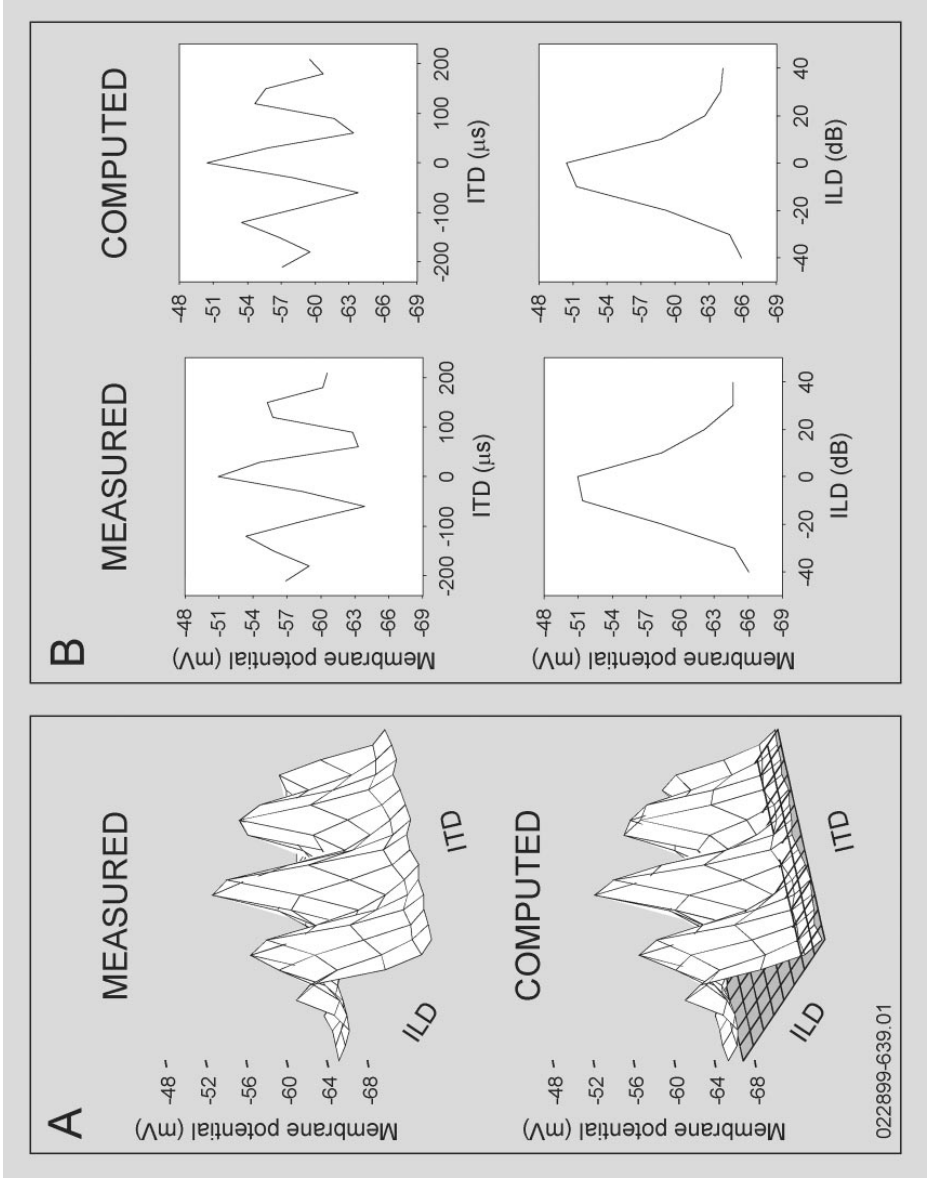 A
MEASURED
Membrane potential (mV)
-48
-52
-56
-60
-64
-68
ILD
ITD
COMPUTED
Membrane potential (mV)
-48
-52
-56
-60
-64
-68
ILD
ITD
022899-639.01
B
MEASURED
COMPUTED
Membrane potential (mV)
-48
-51
-54
-57
-60
-63
-66
-69
-200 -100 0 100 200
ITD (µs)
-48
-51
-54
-57
-60
-63
-66
-69
-200 -100 0 100 200
ITD (µs)
Membrane potential (mV)
-48
-51
-54
-57
-60
-63
-66
-69
-40 -20 0 20 40
ILD (dB)
-48
-51
-54
-57
-60
-63
-66
-69
-40 -20 0 20 40
ILD (dB)